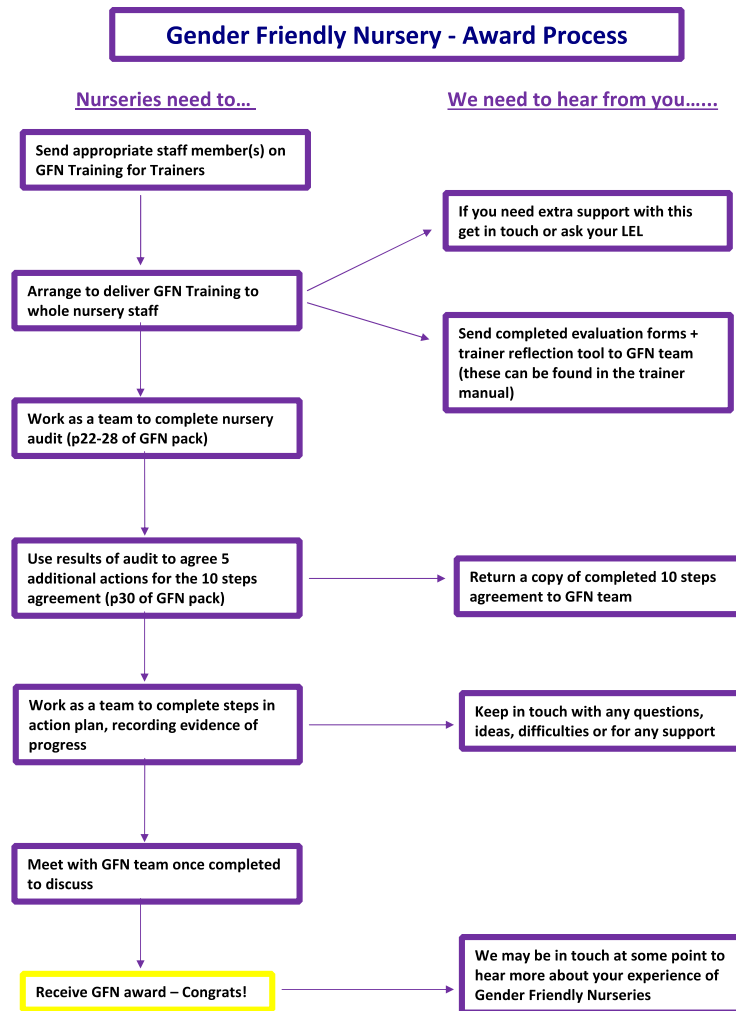 Gender Friendly Nursery - Award Process
Nurseries need to…
We need to hear from you…...
Send appropriate staff member(s) on
GFN Training for Trainers
If you need extra support with this
get in touch or ask your LEL
Arrange to deliver GFN Training to
whole nursery staff
Send completed evaluation forms +
trainer reflection tool to GFN team
(these can be found in the trainer
manual)
Work as a team to complete nursery
audit (p22-28 of GFN pack)
Use results of audit to agree 5
additional actions for the 10 steps
agreement (p30 of GFN pack)
Return a copy of completed 10 steps
agreement to GFN team
Work as a team to complete steps in
action plan, recording evidence of
progress
Keep in touch with any questions,
ideas, difficulties or for any support
Meet with GFN team once completed
to discuss
Receive GFN award – Congrats!
We may be in touch at some point to
hear more about your experience of
Gender Friendly Nurseries